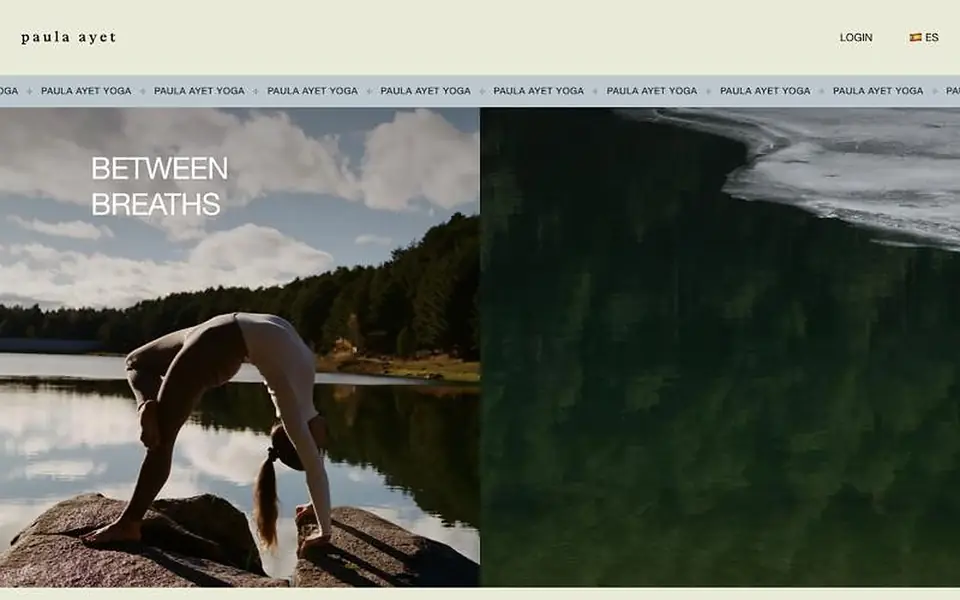 paula ayet
LOGIN
🇪🇸 ES
OGA ✦ PAULA AYET YOGA ✦ PAULA AYET YOGA ✦ PAULA AYET YOGA ✦ PAULA AYET YOGA ✦ PAULA AYET YOGA ✦ PAULA AYET YOGA ✦ PAULA AYET YOGA ✦ PAULA AYET YOGA ✦ PA
BETWEEN
BREATHS